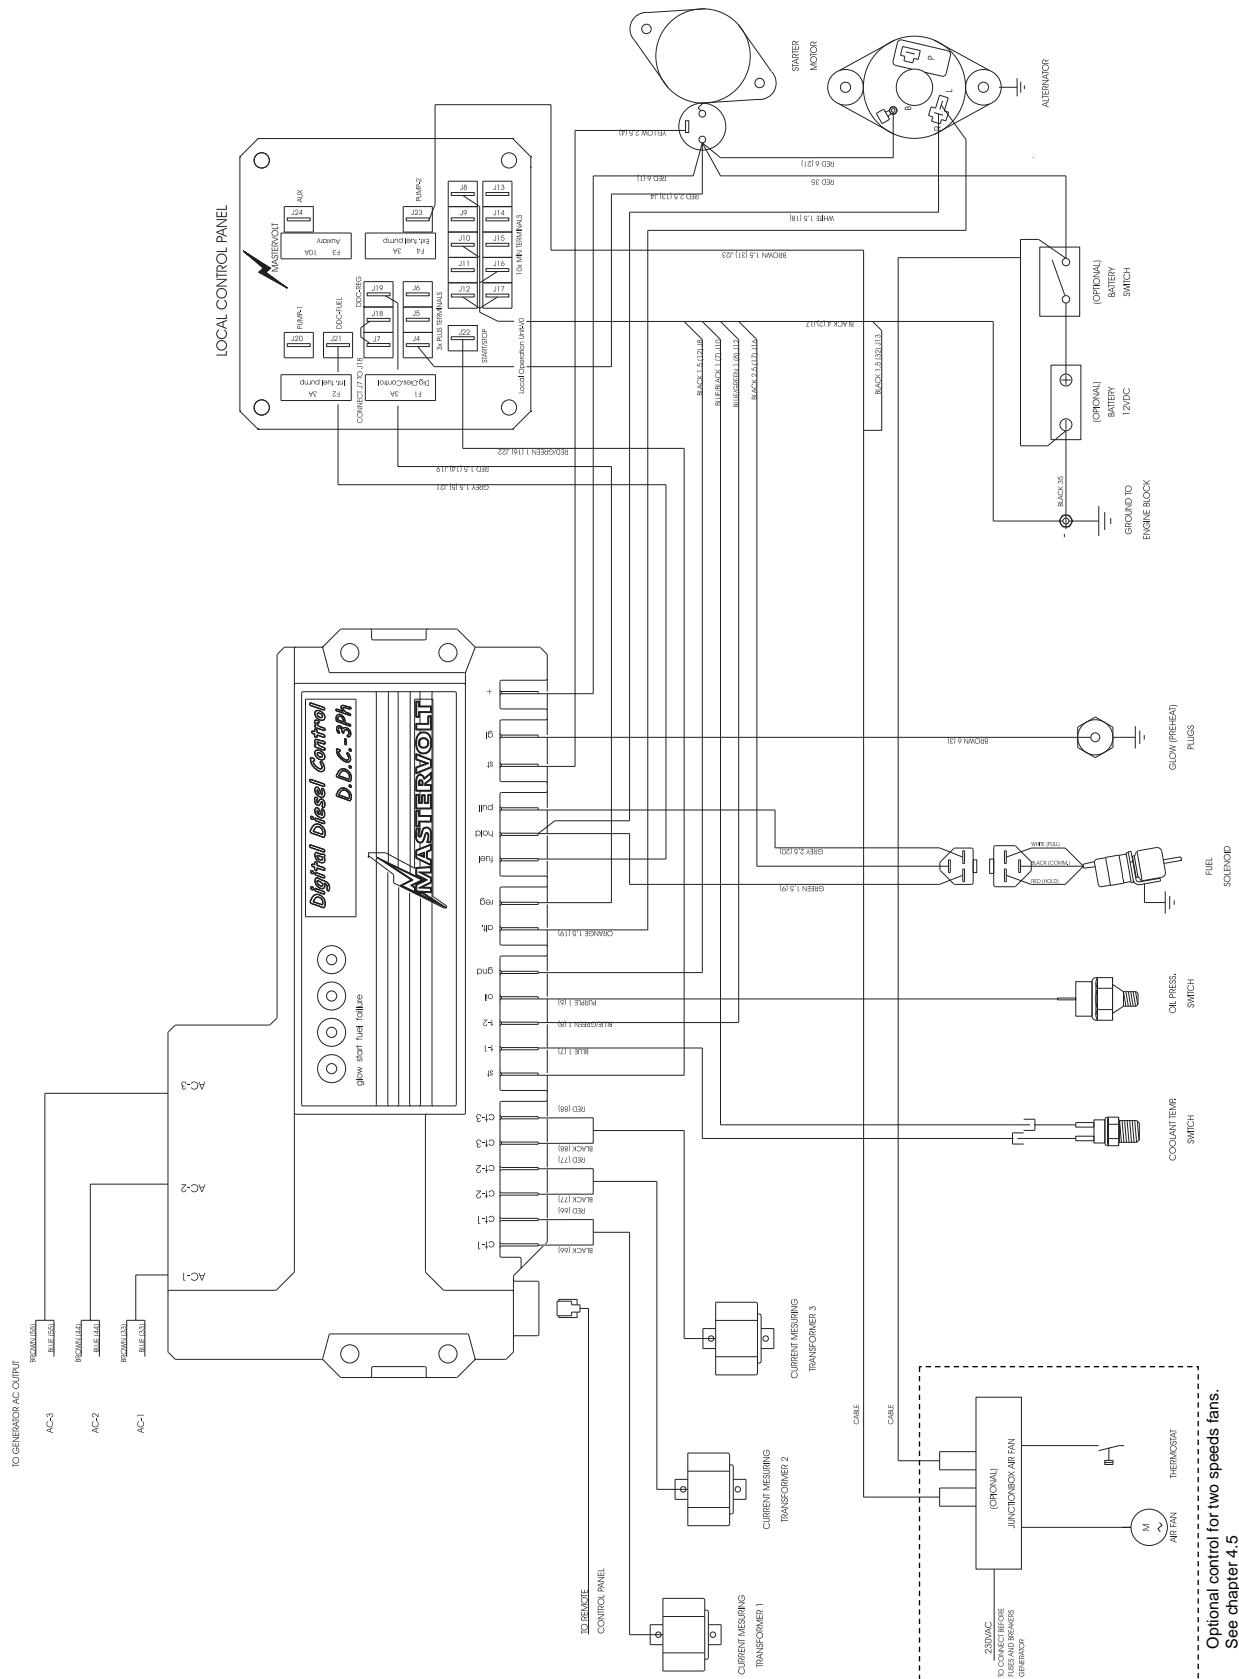 LOCAL CONTROL PANEL
MASTERVOLT
J24
AUX
F3 10A
Auxiliary
J23
PUMP-2
F4 3A
Ext. fuel pump
J20
PUMP-1
J21
DDC-FUEL
F2 3A
Int. fuel pump
J19
J18
J7
DDC-REG
CONNECT J7 TO J18
J6
J5
J4
3x PLUS TERMINALS
F1 3A
Dig-Dies-Control
J22
START/STOP
J8
J9
J10
J11
J12
J13
J14
J15
J16
J17
10x MIN TERMINALS
STARTER
MOTOR
ALTERNATOR
B
P
L
YELLOW 2.5 (4)
RED 6 (1)
RED 2.5 (13) J4
RED 6 (21)
RED 35
WHITE 1.5 (18)
BROWN 1.5 (31) J23
BLACK 4 (2) J17
BLACK 1.5 (12) J8
BLUE/BLACK 1 (7) J10
BLUE/GREEN 1 (8) J12
BLACK 2.5 (17) J16
BLACK 1.5 (32) J13
RED/GREEN 1 (16) J22
RED 1.5 (14) J19
GREY 1.5 (5) J21
(OPTIONAL)
BATTERY
SWITCH
(OPTIONAL)
BATTERY
12VDC
BLACK 35
GROUND TO
ENGINE BLOCK
Digital Diesel Control
D.D.C.-3Ph
MASTERVOLT
glow start fuel faillure
+
gl
st
pull
hold
fuel
reg
alt.
gnd
oil
t-2
t-1
st
Ct-3
Ct-3
Ct-2
Ct-2
Ct-1
Ct-1
AC-3
AC-2
AC-1
BROWN 6 (3)
GREY 2.5 (20)
GREEN 1.5 (9)
ORANGE 1.5 (19)
PURPLE 1 (6)
BLUE/GREEN 1 (8)
BLUE 1 (7)
RED (88)
BLACK (88)
RED (77)
BLACK (77)
RED (66)
BLACK (66)
GLOW (PREHEAT)
PLUGS
WHITE (PULL)
BLACK (COMM.)
RED (HOLD)
FUEL
SOLENOID
OIL PRESS.
SWITCH
COOLANT TEMP.
SWITCH
TO GENERATOR AC OUTPUT
BROWN (55)
BLUE (55)
AC-3
BROWN (44)
BLUE (44)
AC-2
BROWN (33)
BLUE (33)
AC-1
TO REMOTE
CONTROL PANEL
CURRENT MESURING
TRANSFORMER 3
CURRENT MESURING
TRANSFORMER 2
CURRENT MESURING
TRANSFORMER 1
CABLE
CABLE
(OPTIONAL)
JUNCTIONBOX AIR FAN
THERMOSTAT
M
AIR FAN
230VAC
TO CONNECT BEFORE
FUSES AND BREAKERS
GENERATOR
Optional control for two speeds fans.
See chapter 4.5